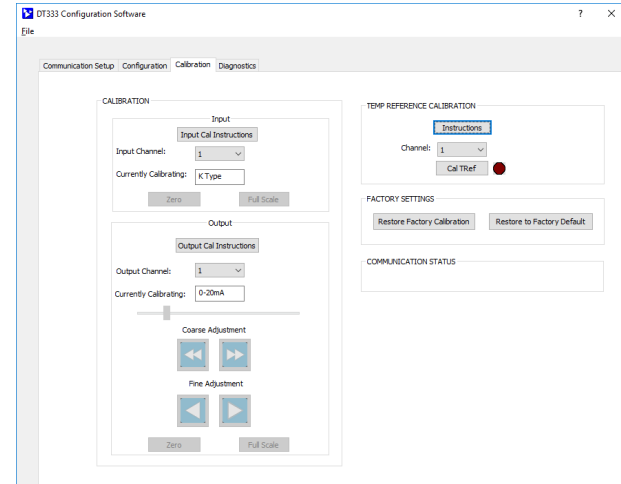 DT333 Configuration Software
File
Communication Setup Configuration Calibration Diagnostics
CALIBRATION
Input
Input Cal Instructions
Input Channel: 1
Currently Calibrating: K Type
Zero Full Scale
Output
Output Cal Instructions
Output Channel: 1
Currently Calibrating: 0-20mA
Coarse Adjustment
Fine Adjustment
Zero Full Scale
TEMP REFERENCE CALIBRATION
Instructions
Channel: 1
Cal TRef
FACTORY SETTINGS
Restore Factory Calibration Restore to Factory Default
COMMUNICATION STATUS